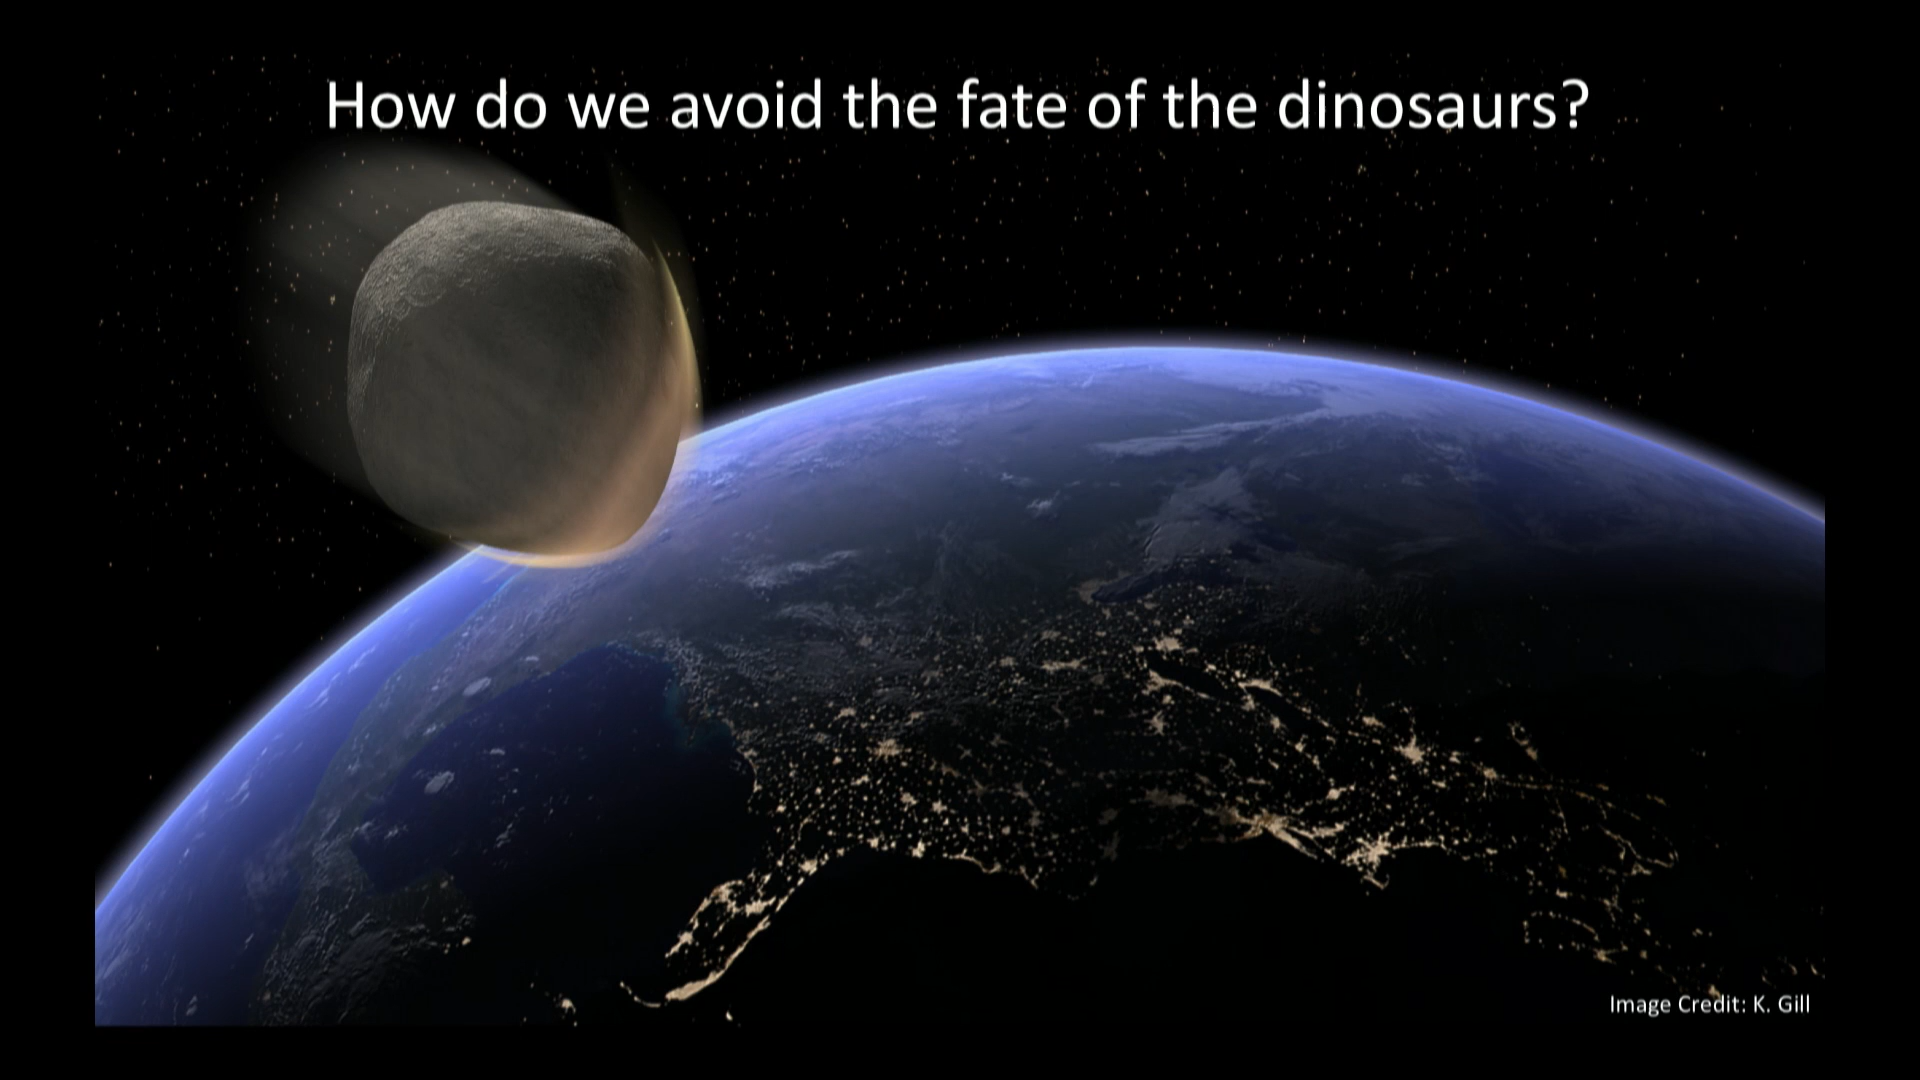 How do we avoid the fate of the dinosaurs?
Image Credit: K. Gill